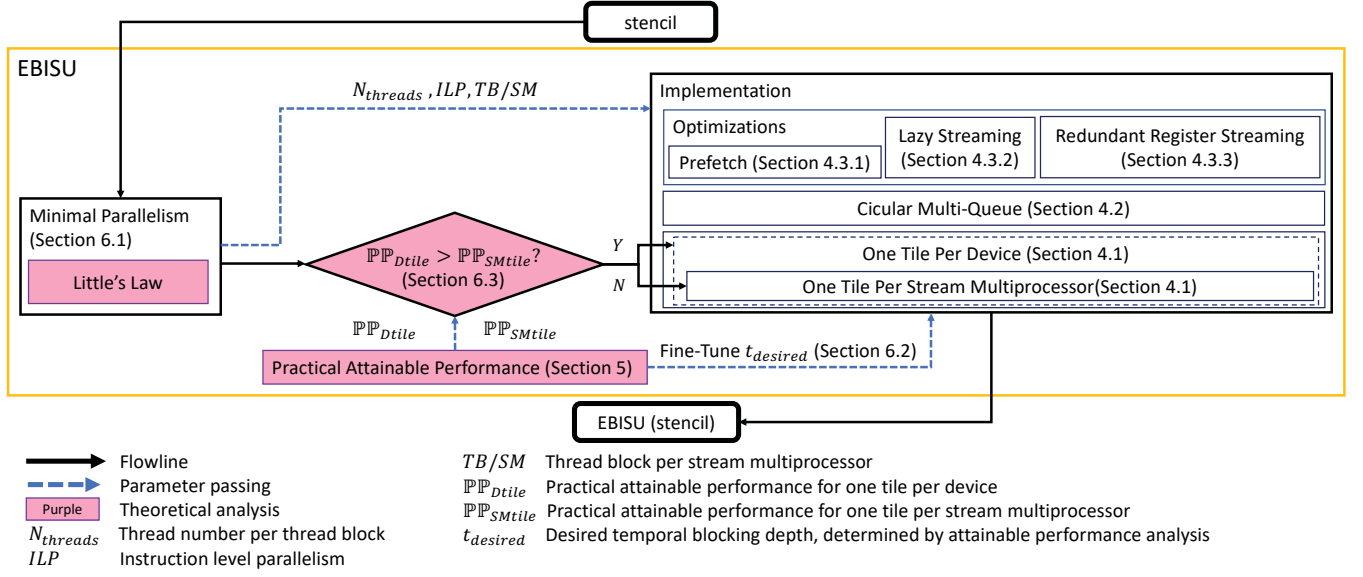 stencil
EBISU
N_threads , ILP, TB/SM
Implementation
Optimizations
Prefetch (Section 4.3.1)
Lazy Streaming
(Section 4.3.2)
Redundant Register Streaming
(Section 4.3.3)
Cicular Multi-Queue (Section 4.2)
Minimal Parallelism
(Section 6.1)
Little's Law
ℙℙ_Dtile > ℙℙ_SMtile?
(Section 6.3)
Y
N
One Tile Per Device (Section 4.1)
One Tile Per Stream Multiprocessor(Section 4.1)
ℙℙ_Dtile
ℙℙ_SMtile
Practical Attainable Performance (Section 5)
Fine-Tune t_desired (Section 6.2)
EBISU (stencil)
Flowline
Parameter passing
Purple Theoretical analysis
N_threads Thread number per thread block
ILP Instruction level parallelism
TB/SM Thread block per stream multiprocessor
ℙℙ_Dtile Practical attainable performance for one tile per device
ℙℙ_SMtile Practical attainable performance for one tile per stream multiprocessor
t_desired Desired temporal blocking depth, determined by attainable performance analysis